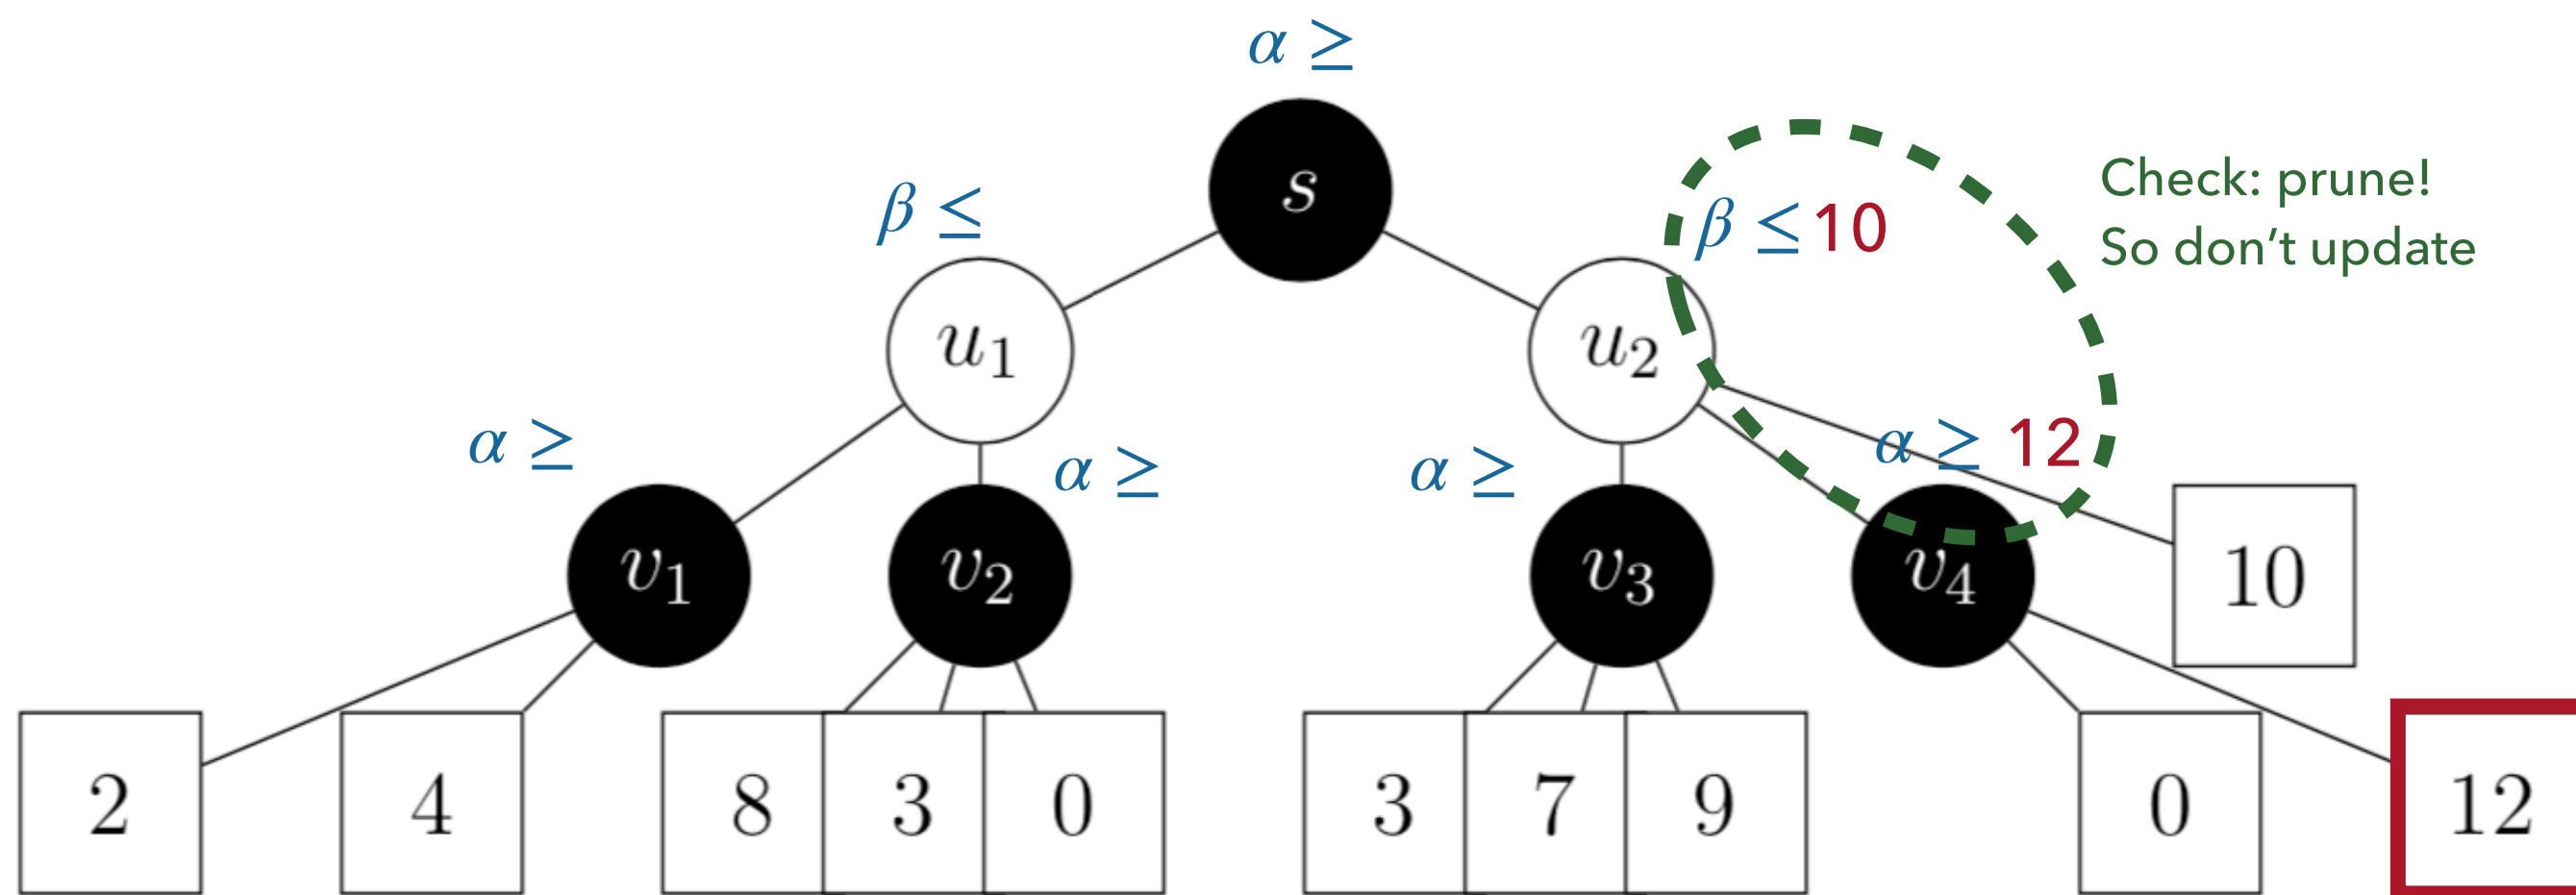 α ≥
s
β ≤
β ≤ 10
Check: prune!
So don't update
u₁
u₂
α ≥
α ≥
α ≥
α ≥ 12
v₁
v₂
v₃
v₄
10
2
4
8
3
0
3
7
9
0
12